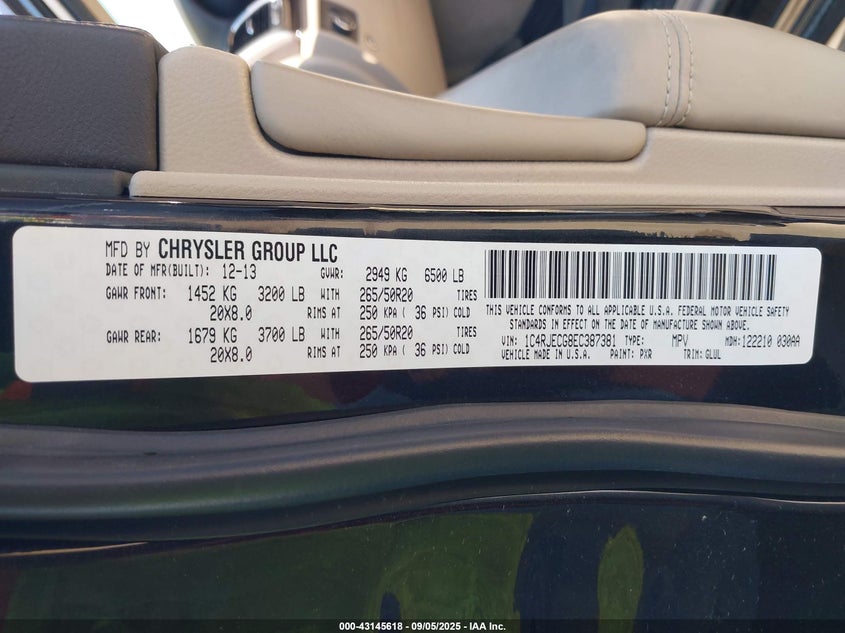 MFD BY CHRYSLER GROUP LLC
DATE OF MFR(BUILT): 12-13 GVWR: 2949 KG 6500 LB
GAWR FRONT: 1452 KG 3200 LB WITH 265/50R20 TIRES
20X8.0 RIMS AT 250 KPA ( 36 PSI) COLD
GAWR REAR: 1679 KG 3700 LB WITH 265/50R20 TIRES
20X8.0 RIMS AT 250 KPA ( 36 PSI) COLD
THIS VEHICLE CONFORMS TO ALL APPLICABLE U.S.A. FEDERAL MOTOR VEHICLE SAFETY
STANDARDS IN EFFECT ON THE DATE OF MANUFACTURE SHOWN ABOVE.
VIN: 1C4RJECG8EC387381 TYPE: MPV MDH: 122210 030AA
VEHICLE MADE IN U.S.A. PAINT: PXR TRIM: GLUL
000-43145618 - 09/05/2025 - IAA Inc.